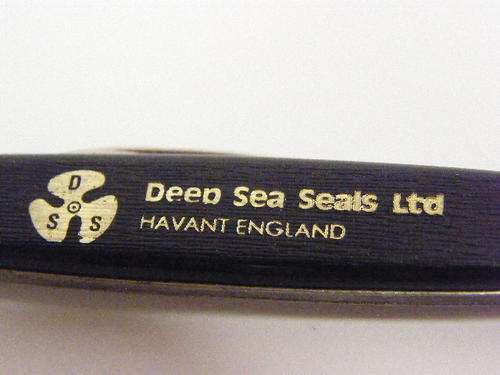 D
S S
Deep Sea Seals Ltd
HAVANT ENGLAND